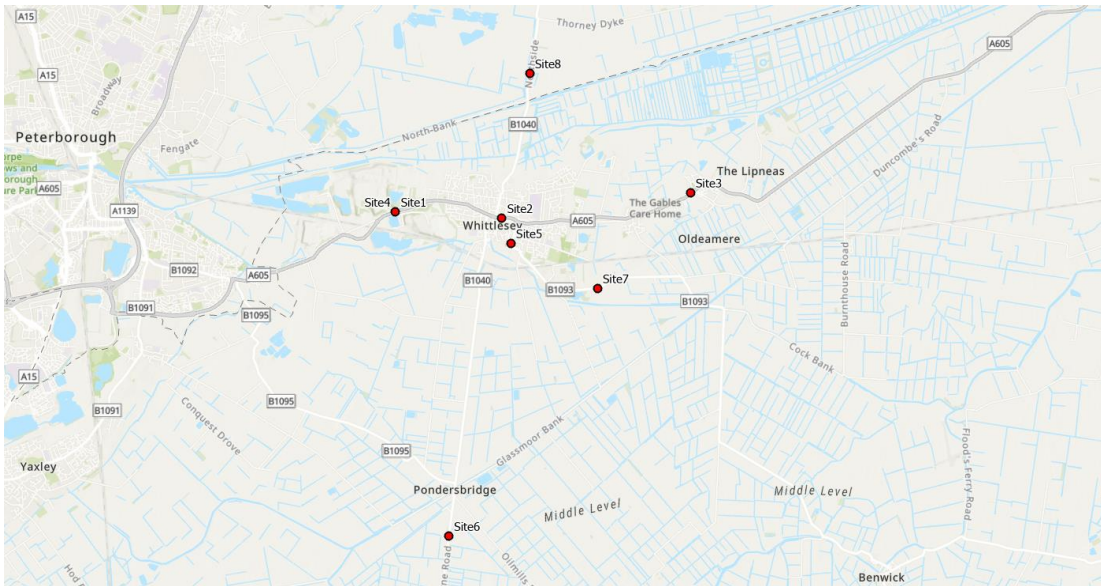 A15
Thorney Dyke
Northside
Site8
A605
A15
Broadway
North-Bank
B1040
Peterborough
Fengate
Duncombe's Road
The Lipneas
A605
Site3
The Gables
Care Home
Site4 Site1
A1139
Site2
A605
Whittlesey
Oldeamere
Site5
B1092
A605
B1040
B1093
Site7
B1093
Burnthouse Road
B1091
B1095
Cock Bank
A15
B1095
B1091
Conquest Drove
Glassmoor Bank
Flood's Ferry Road
B1095
Yaxley
Pondersbridge
Middle Level
Middle Level
Site6
Benwick